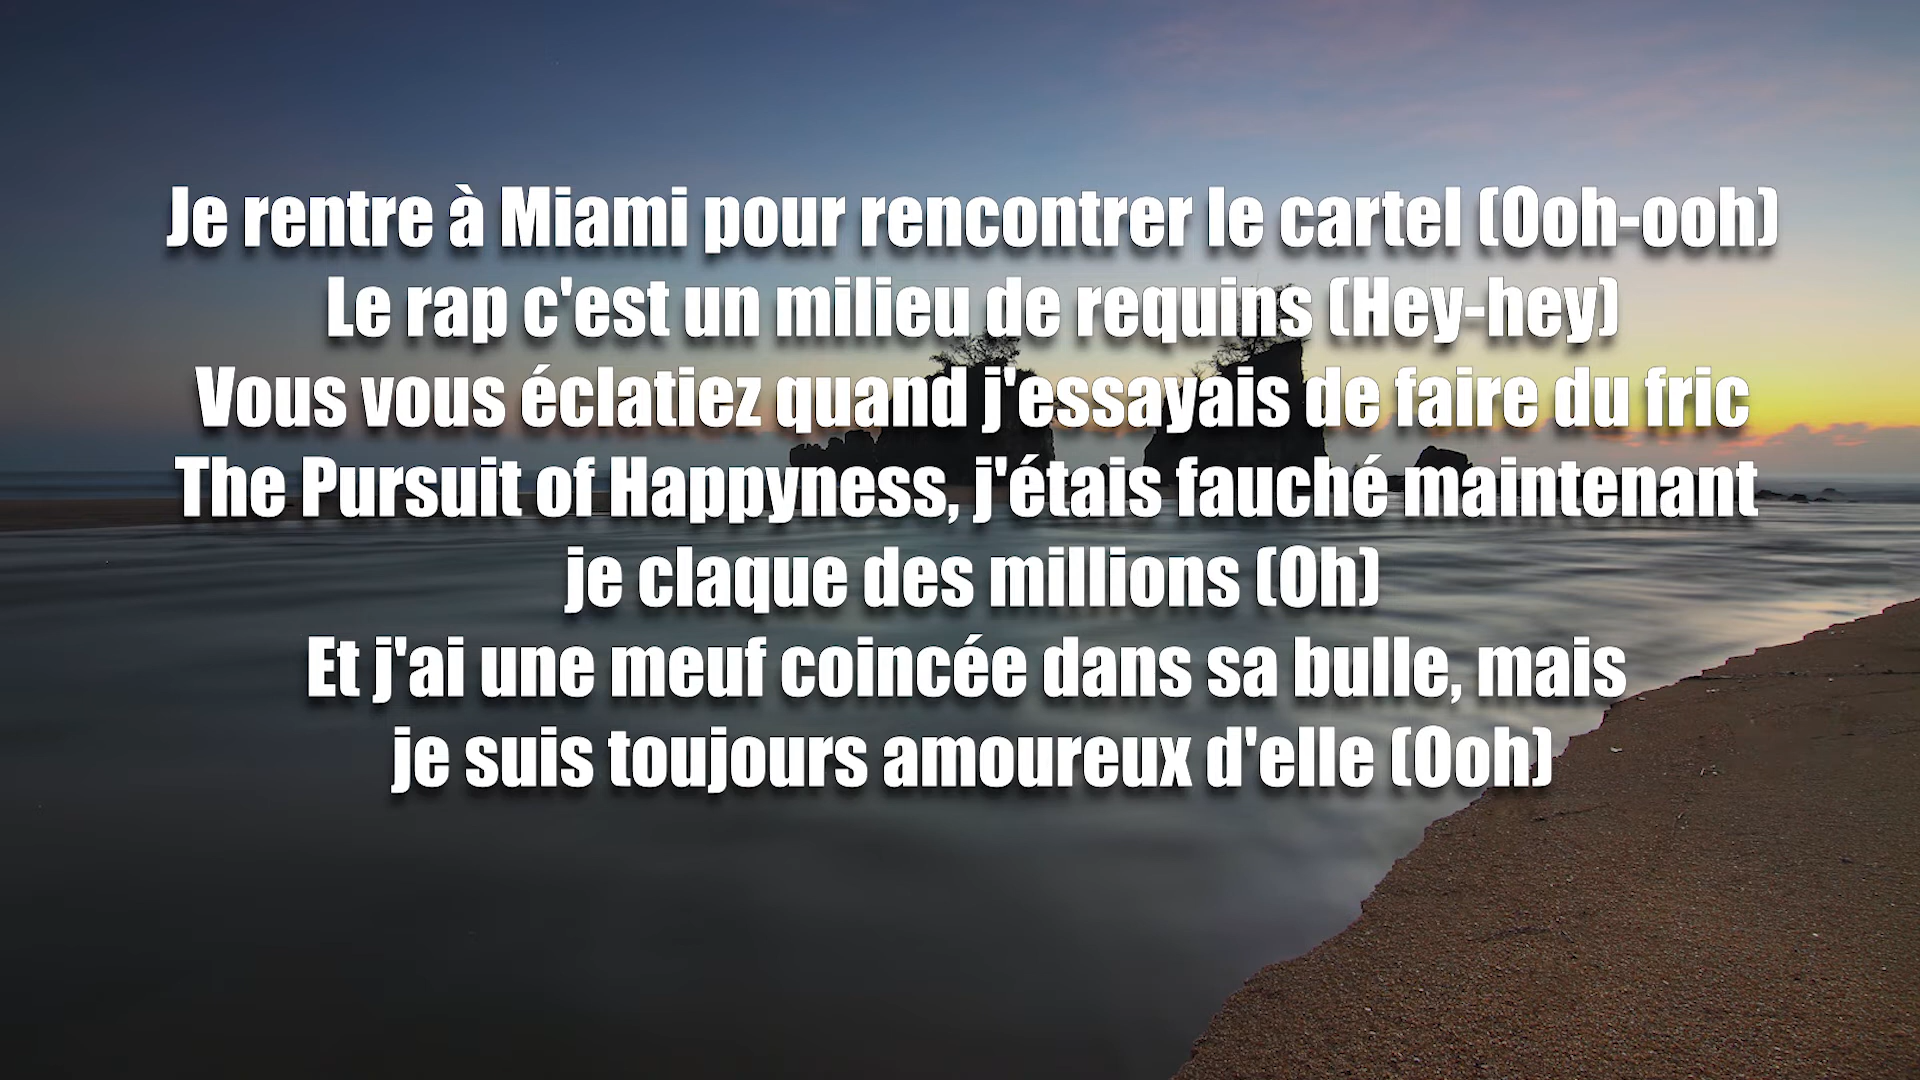 Je rentre à Miami pour rencontrer le cartel (Ooh-ooh)
Le rap c'est un milieu de requins (Hey-hey)
Vous vous éclatiez quand j'essayais de faire du fric
The Pursuit of Happyness, j'étais fauché maintenant
je claque des millions (Oh)
Et j'ai une meuf coincée dans sa bulle, mais
je suis toujours amoureux d'elle (Ooh)